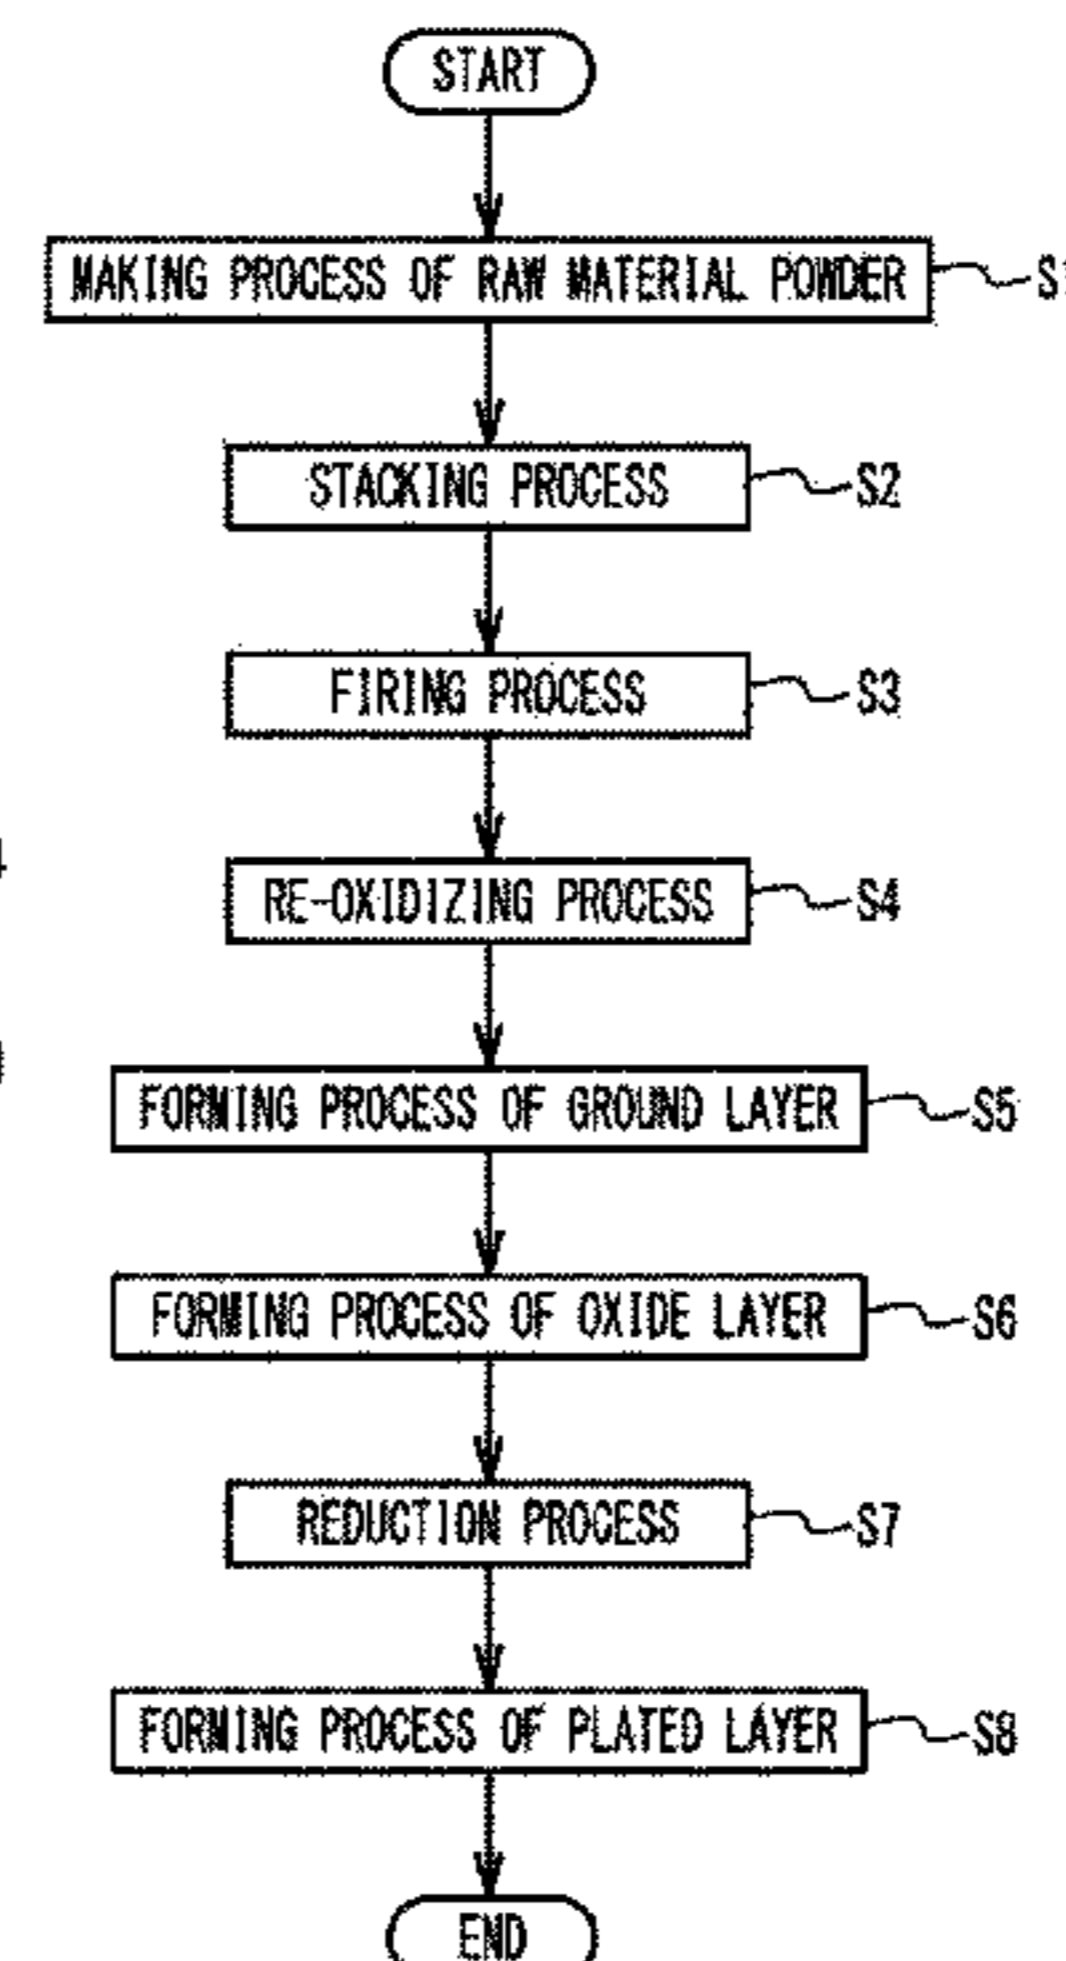 START
MAKING PROCESS OF RAW MATERIAL POWDER
S1
STACKING PROCESS
S2
FIRING PROCESS
S3
RE-OXIDIZING PROCESS
S4
FORMING PROCESS OF GROUND LAYER
S5
FORMING PROCESS OF OXIDE LAYER
S6
REDUCTION PROCESS
S7
FORMING PROCESS OF PLATED LAYER
S8
END